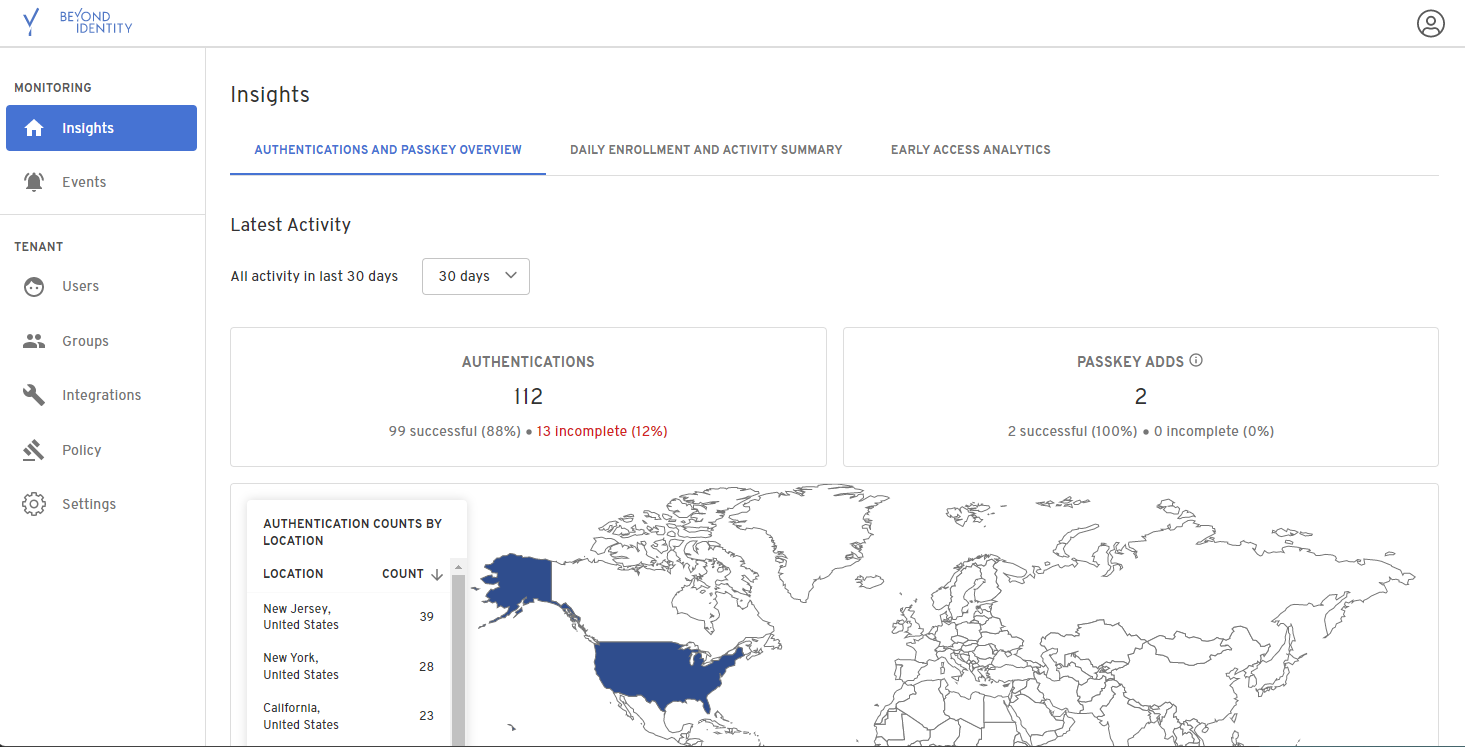 BEYOND
IDENTITY
MONITORING
Insights
Events
TENANT
Users
Groups
Integrations
Policy
Settings
Insights
AUTHENTICATIONS AND PASSKEY OVERVIEW
DAILY ENROLLMENT AND ACTIVITY SUMMARY
EARLY ACCESS ANALYTICS
Latest Activity
All activity in last 30 days
30 days
AUTHENTICATIONS
112
99 successful (88%) • 13 incomplete (12%)
PASSKEY ADDS
2
2 successful (100%) • 0 incomplete (0%)
AUTHENTICATION COUNTS BY
LOCATION
LOCATION COUNT
New Jersey,
United States
39
New York,
United States
28
California,
United States
23